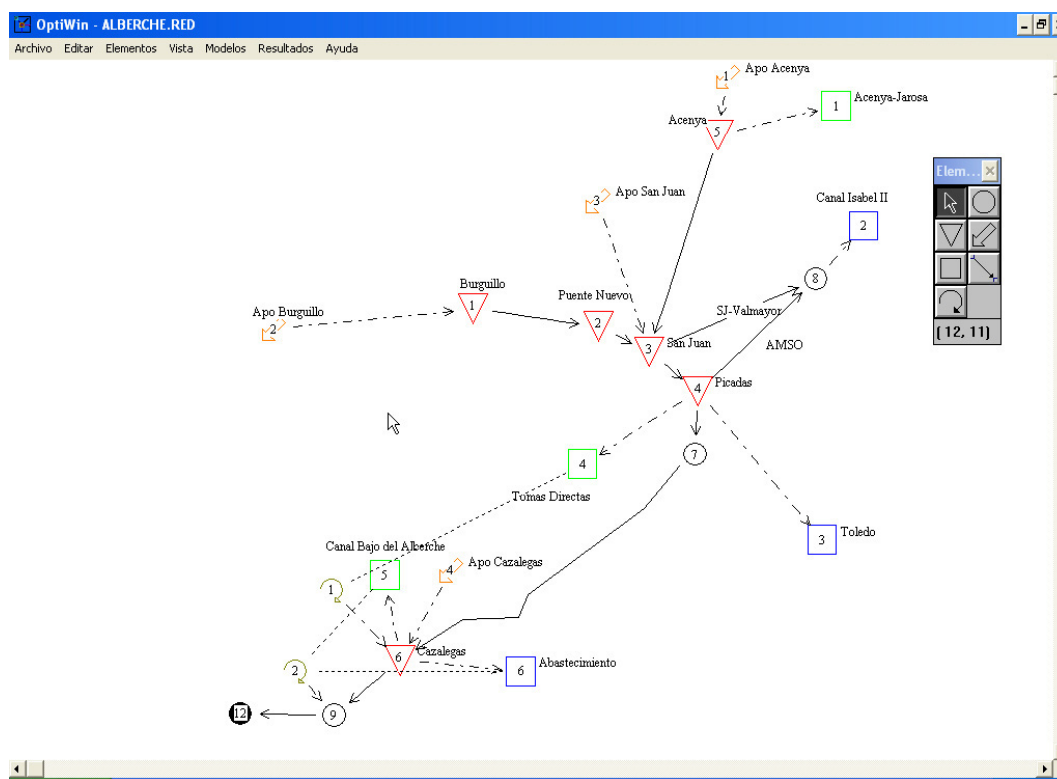 OptiWin - ALBERCHE.RED
Archivo Editar Elementos Vista Modelos Resultados Ayuda
1 Apo Acenya
Acenya-Jarosa
1
Acenya
5
Elem...
3 Apo San Juan
Canal Isabel II
2
8
Burguillo
1
Puente Nuevo
2
Apo Burguillo
2
SJ-Valmayor
(12, 11)
3 San Juan
AMSO
4 Picadas
7
4
Tomas Directas
3 Toledo
Canal Bajo del Alberche
5
4 Apo Cazalegas
1
6 Cazalegas
2
6 Abastecimiento
12
9